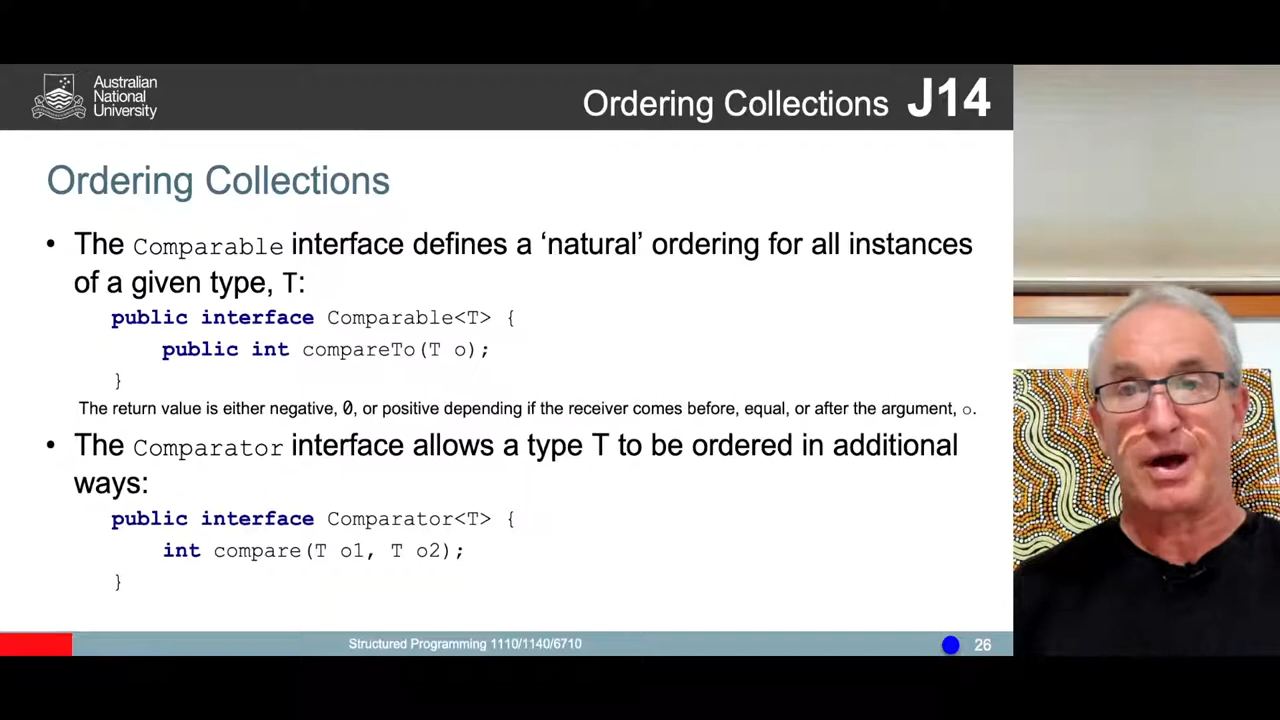 Australian
National
University
Ordering Collections J14
Ordering Collections
• The Comparable interface defines a ‘natural’ ordering for all instances
of a given type, T:
public interface Comparable<T> {
public int compareTo(T o);
}
The return value is either negative, 0, or positive depending if the receiver comes before, equal, or after the argument, o.
• The Comparator interface allows a type T to be ordered in additional
ways:
public interface Comparator<T> {
int compare(T o1, T o2);
}
Structured Programming 1110/1140/6710
26